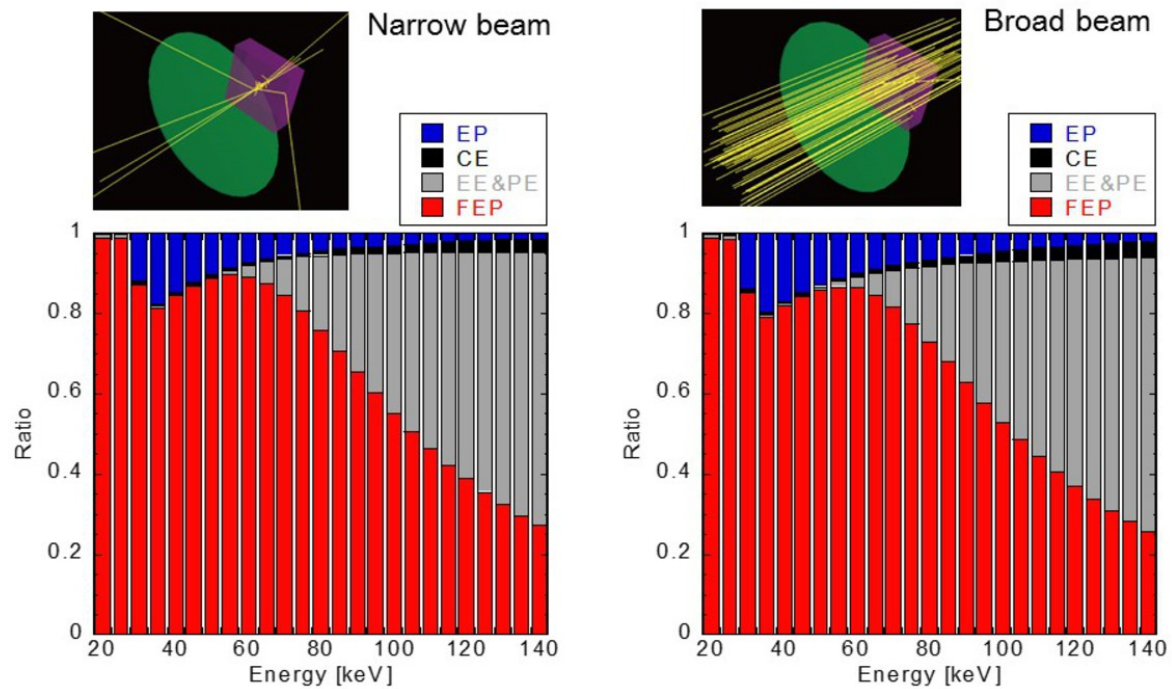 Narrow beam
EP
CE
EE&PE
FEP
1
0.8
0.6
0.4
0.2
0
Ratio
20 40 60 80 100 120 140
Energy [keV]
Broad beam
EP
CE
EE&PE
FEP
1
0.8
0.6
0.4
0.2
0
Ratio
20 40 60 80 100 120 140
Energy [keV]